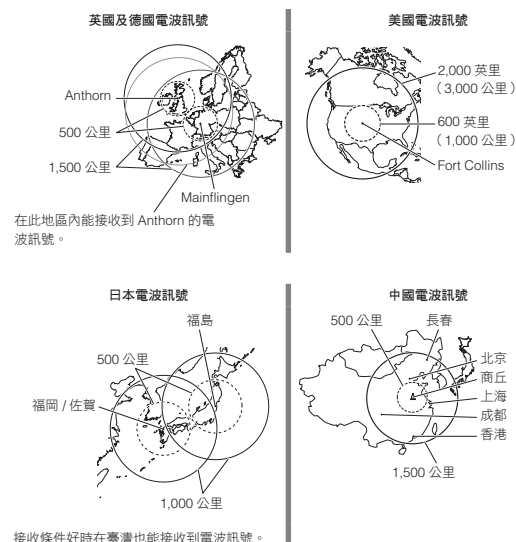 英國及德國電波訊號
Anthorn
500 公里
1,500 公里
Mainflingen
在此地區內能接收到 Anthorn 的電
波訊號。
美國電波訊號
2,000 英里
（3,000 公里）
600 英里
（1,000 公里）
Fort Collins
日本電波訊號
福島
500 公里
福岡 / 佐賀
1,000 公里
接收條件好時在臺灣也能接收到電波訊號。
中國電波訊號
500 公里
長春
北京
商丘
上海
成都
香港
1,500 公里